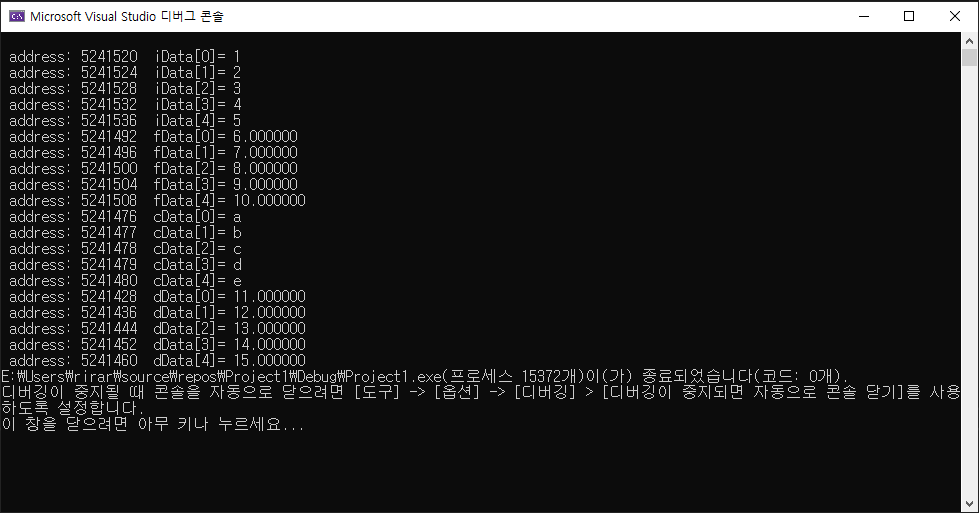 Microsoft Visual Studio 디버그 콘솔
address: 5241520  iData[0]= 1
address: 5241524  iData[1]= 2
address: 5241528  iData[2]= 3
address: 5241532  iData[3]= 4
address: 5241536  iData[4]= 5
address: 5241492  fData[0]= 6.000000
address: 5241496  fData[1]= 7.000000
address: 5241500  fData[2]= 8.000000
address: 5241504  fData[3]= 9.000000
address: 5241508  fData[4]= 10.000000
address: 5241476  cData[0]= a
address: 5241477  cData[1]= b
address: 5241478  cData[2]= c
address: 5241479  cData[3]= d
address: 5241480  cData[4]= e
address: 5241428  dData[0]= 11.000000
address: 5241436  dData[1]= 12.000000
address: 5241444  dData[2]= 13.000000
address: 5241452  dData[3]= 14.000000
address: 5241460  dData[4]= 15.000000
E:₩Users₩rirar₩source₩repos₩Project1₩Debug₩Project1.exe(프로세스 15372개)이(가) 종료되었습니다(코드: 0개).
디버깅이 중지될 때 콘솔을 자동으로 닫으려면 [도구] -> [옵션] -> [디버깅] > [디버깅이 중지되면 자동으로 콘솔 닫기]를 사용
하도록 설정합니다.
이 창을 닫으려면 아무 키나 누르세요...